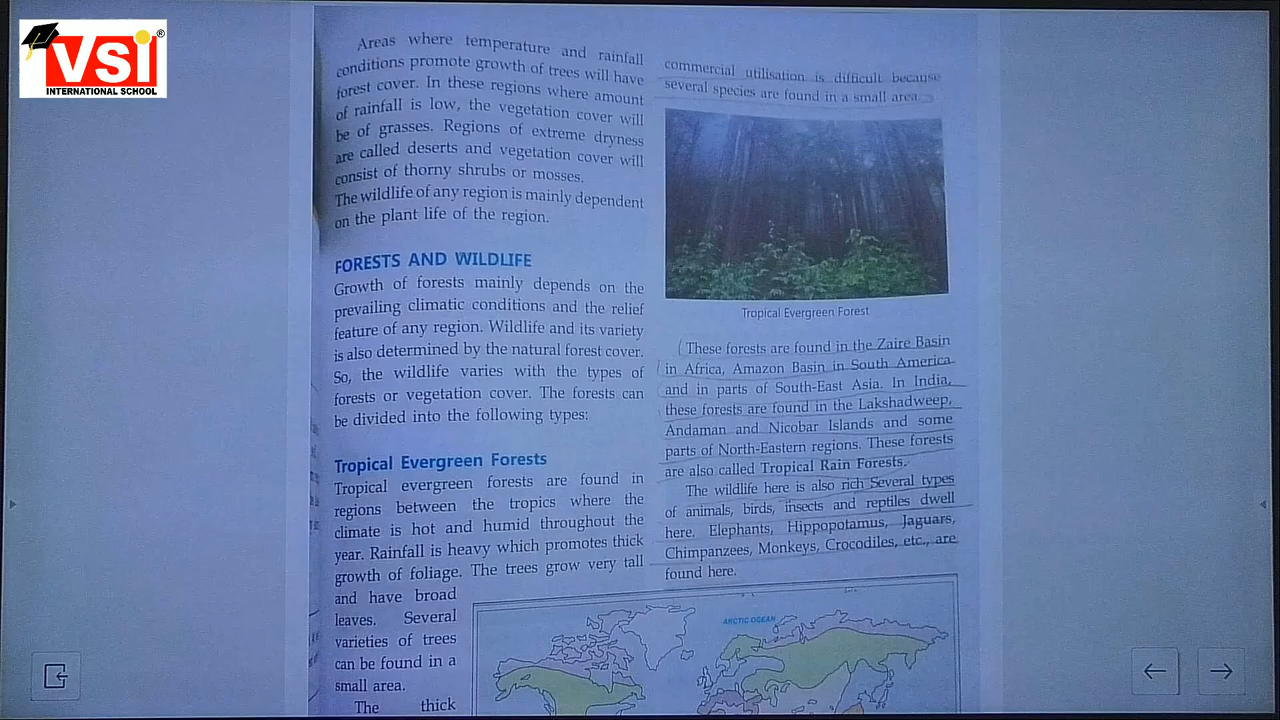 VSI
®
INTERNATIONAL SCHOOL
Areas where temperature and rainfall
conditions promote growth of trees will have
forest cover. In these regions where amount
of rainfall is low, the vegetation cover will
be of grasses. Regions of extreme dryness
are called deserts and vegetation cover will
consist of thorny shrubs or mosses.
The wildlife of any region is mainly dependent
on the plant life of the region.
FORESTS AND WILDLIFE
Growth of forests mainly depends on the
prevailing climatic conditions and the relief
feature of any region. Wildlife and its variety
is also determined by the natural forest cover.
So, the wildlife varies with the types of
forests or vegetation cover. The forests can
be divided into the following types:
Tropical Evergreen Forests
Tropical evergreen forests are found in
regions between the tropics where the
climate is hot and humid throughout the
year. Rainfall is heavy which promotes thick
growth of foliage. The trees grow very tall
and have broad
leaves. Several
varieties of trees
can be found in a
small area.
The thick
commercial utilisation is difficult because
several species are found in a small area.
Tropical Evergreen Forest
These forests are found in the Zaire Basin
in Africa, Amazon Basin in South America
and in parts of South-East Asia. In India,
these forests are found in the Lakshadweep,
Andaman and Nicobar Islands and some
parts of North-Eastern regions. These forests
are also called Tropical Rain Forests.
The wildlife here is also rich Several types
of animals, birds, insects and reptiles dwell
here. Elephants, Hippopotamus, Jaguars,
Chimpanzees, Monkeys, Crocodiles, etc., are
found here.
ARCTIC OCEAN